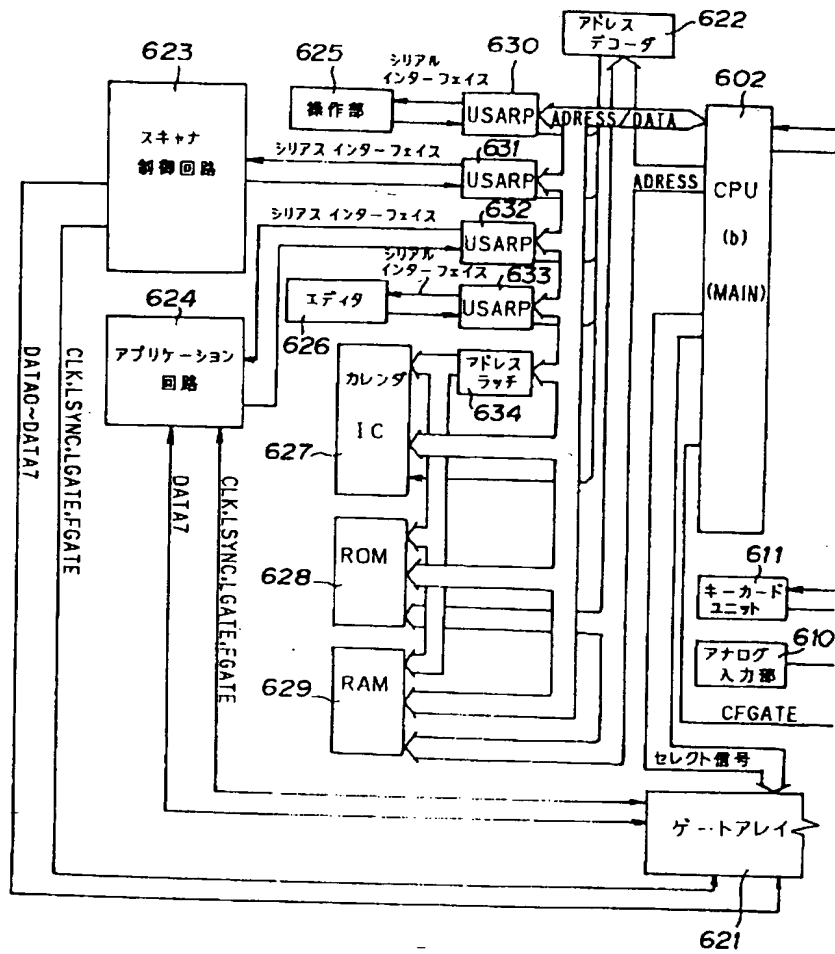 アドレス
デコーダ
622
623
625
シリアル
インターフェイス
630
602
操作部
USARP
ADRESS/DATA
スキャナ
制御回路
シリアス インターフェイス
631
USARP
ADRESS
CPU
(b)
(MAIN)
シリアス インターフェイス
632
USARP
シリアル
インターフェイス
633
エディタ
USARP
626
624
アプリケーション
回路
アドレス
ラッチ
634
カレンダ
IC
627
DATA0~DATA7
CLK,LSYNC,LGATE,FGATE
DATA7
CLK,LSYNC,LGATE,FGATE
ROM
628
611
キーカード
ユニット
610
アナログ
入力部
RAM
629
CFGATE
セレクト信号
ゲートアレイ
621